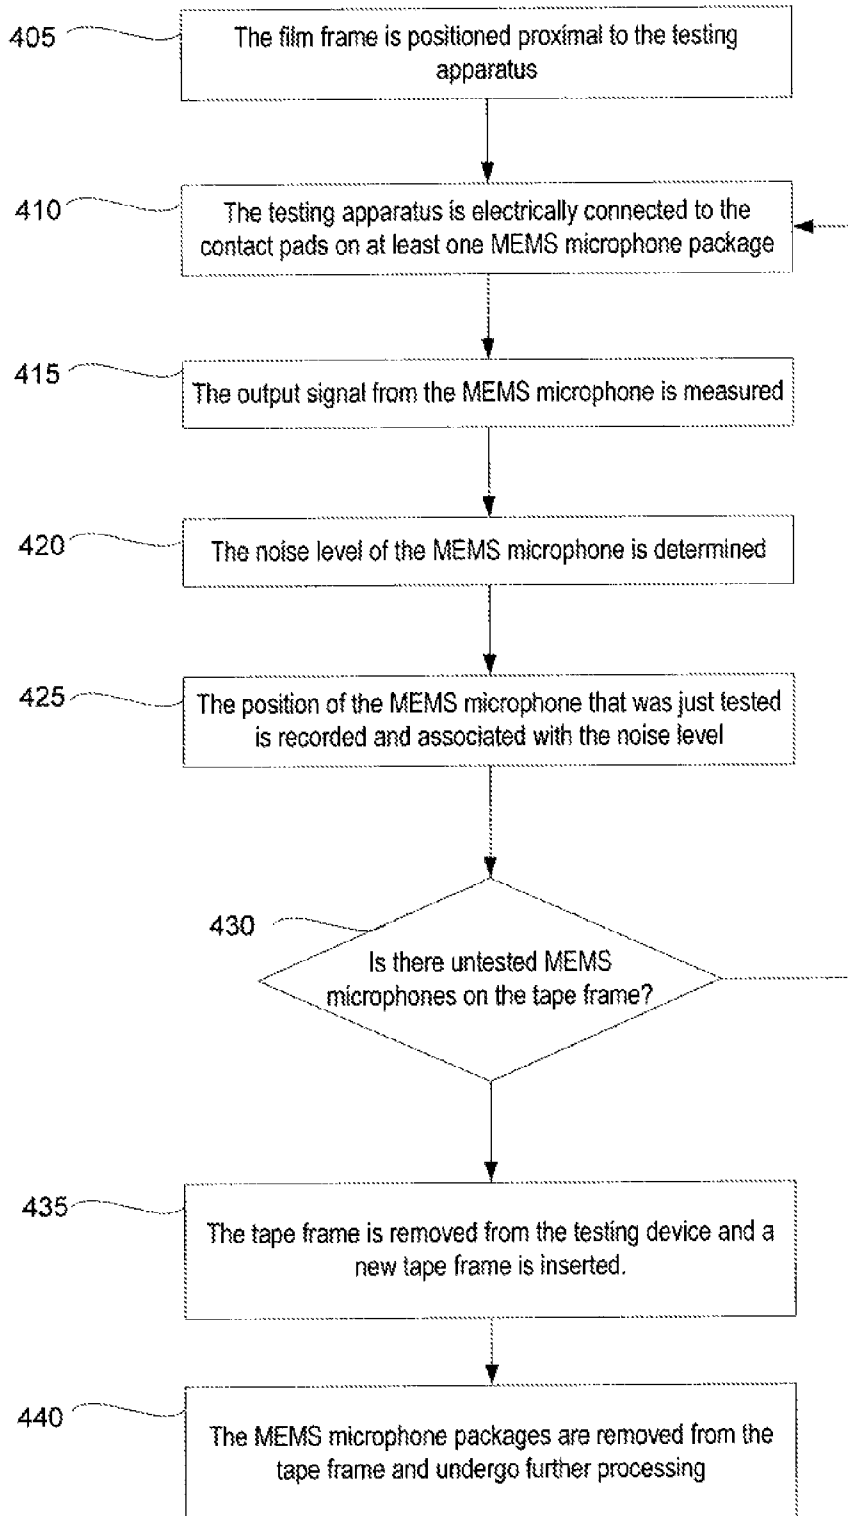 405
The film frame is positioned proximal to the testing
apparatus
410
The testing apparatus is electrically connected to the
contact pads on at least one MEMS microphone package
415
The output signal from the MEMS microphone is measured
420
The noise level of the MEMS microphone is determined
425
The position of the MEMS microphone that was just tested
is recorded and associated with the noise level
430
Is there untested MEMS
microphones on the tape frame?
435
The tape frame is removed from the testing device and a
new tape frame is inserted.
440
The MEMS microphone packages are removed from the
tape frame and undergo further processing